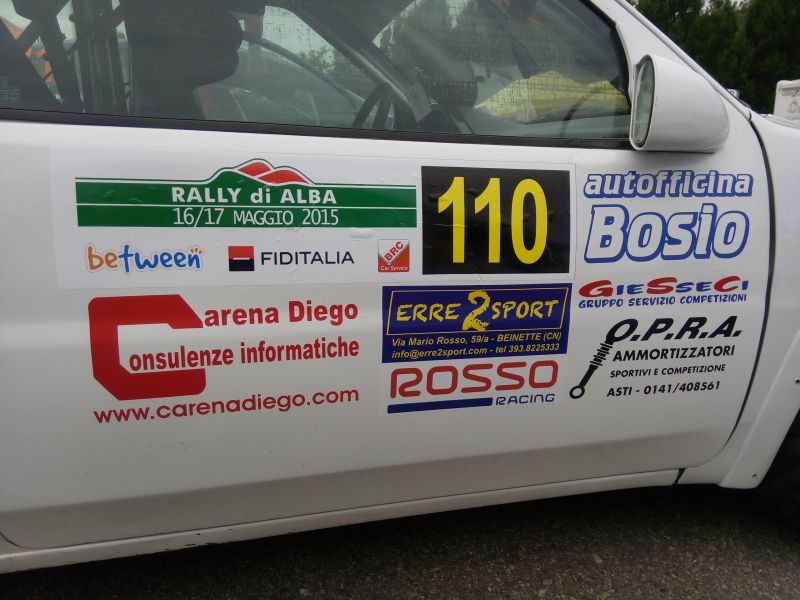 RALLY di ALBA
16/17 MAGGIO 2015
between
FIDITALIA
BRC
Car Service
110
autofficina
Bosio
GIESSECI
GRUPPO SERVIZIO COMPETIZIONI
Carena Diego
Consulenze informatiche
www.carenadiego.com
ERRE 2 SPORT
Via Mario Rosso, 59/a - BEINETTE (CN)
info@erre2sport.com - tel 393.8225333
ROSSO
RACING
O.P.R.A.
AMMORTIZZATORI
SPORTIVI E COMPETIZIONE
ASTI - 0141/408561